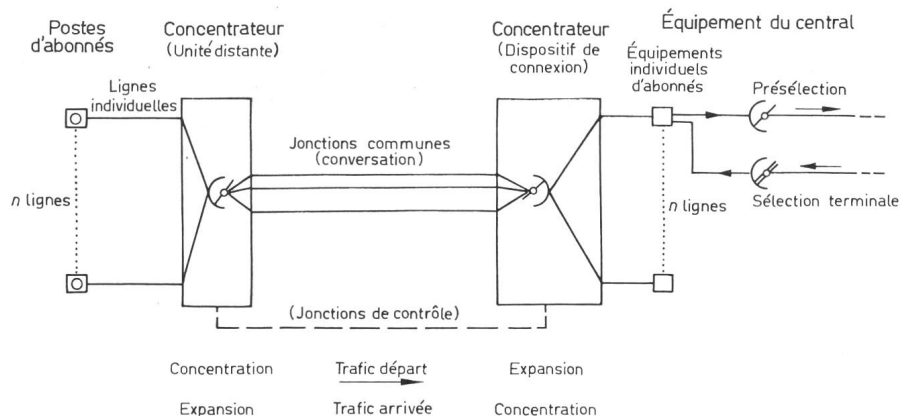 Postes
d'abonnés
Concentrateur
(Unité distante)
Concentrateur
(Dispositif de
connexion)
Équipement du central
Équipements
individuels
d'abonnés
Lignes
individuelles
Présélection
Jonctions communes
(conversation)
n lignes
n lignes
Sélection terminale
(Jonctions de contrôle)
Concentration
Trafic départ
Expansion
Expansion
Trafic arrivée
Concentration